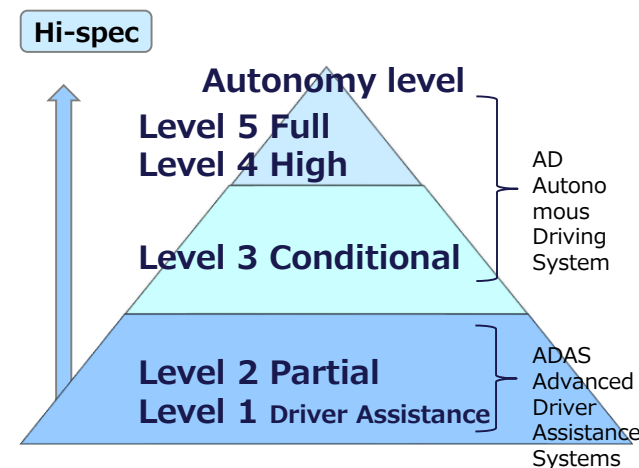 Hi-spec
Autonomy level
Level 5 Full
Level 4 High
Level 3 Conditional
Level 2 Partial
Level 1 Driver Assistance
AD
Autono
mous
Driving
System
ADAS
Advanced
Driver
Assistance
Systems